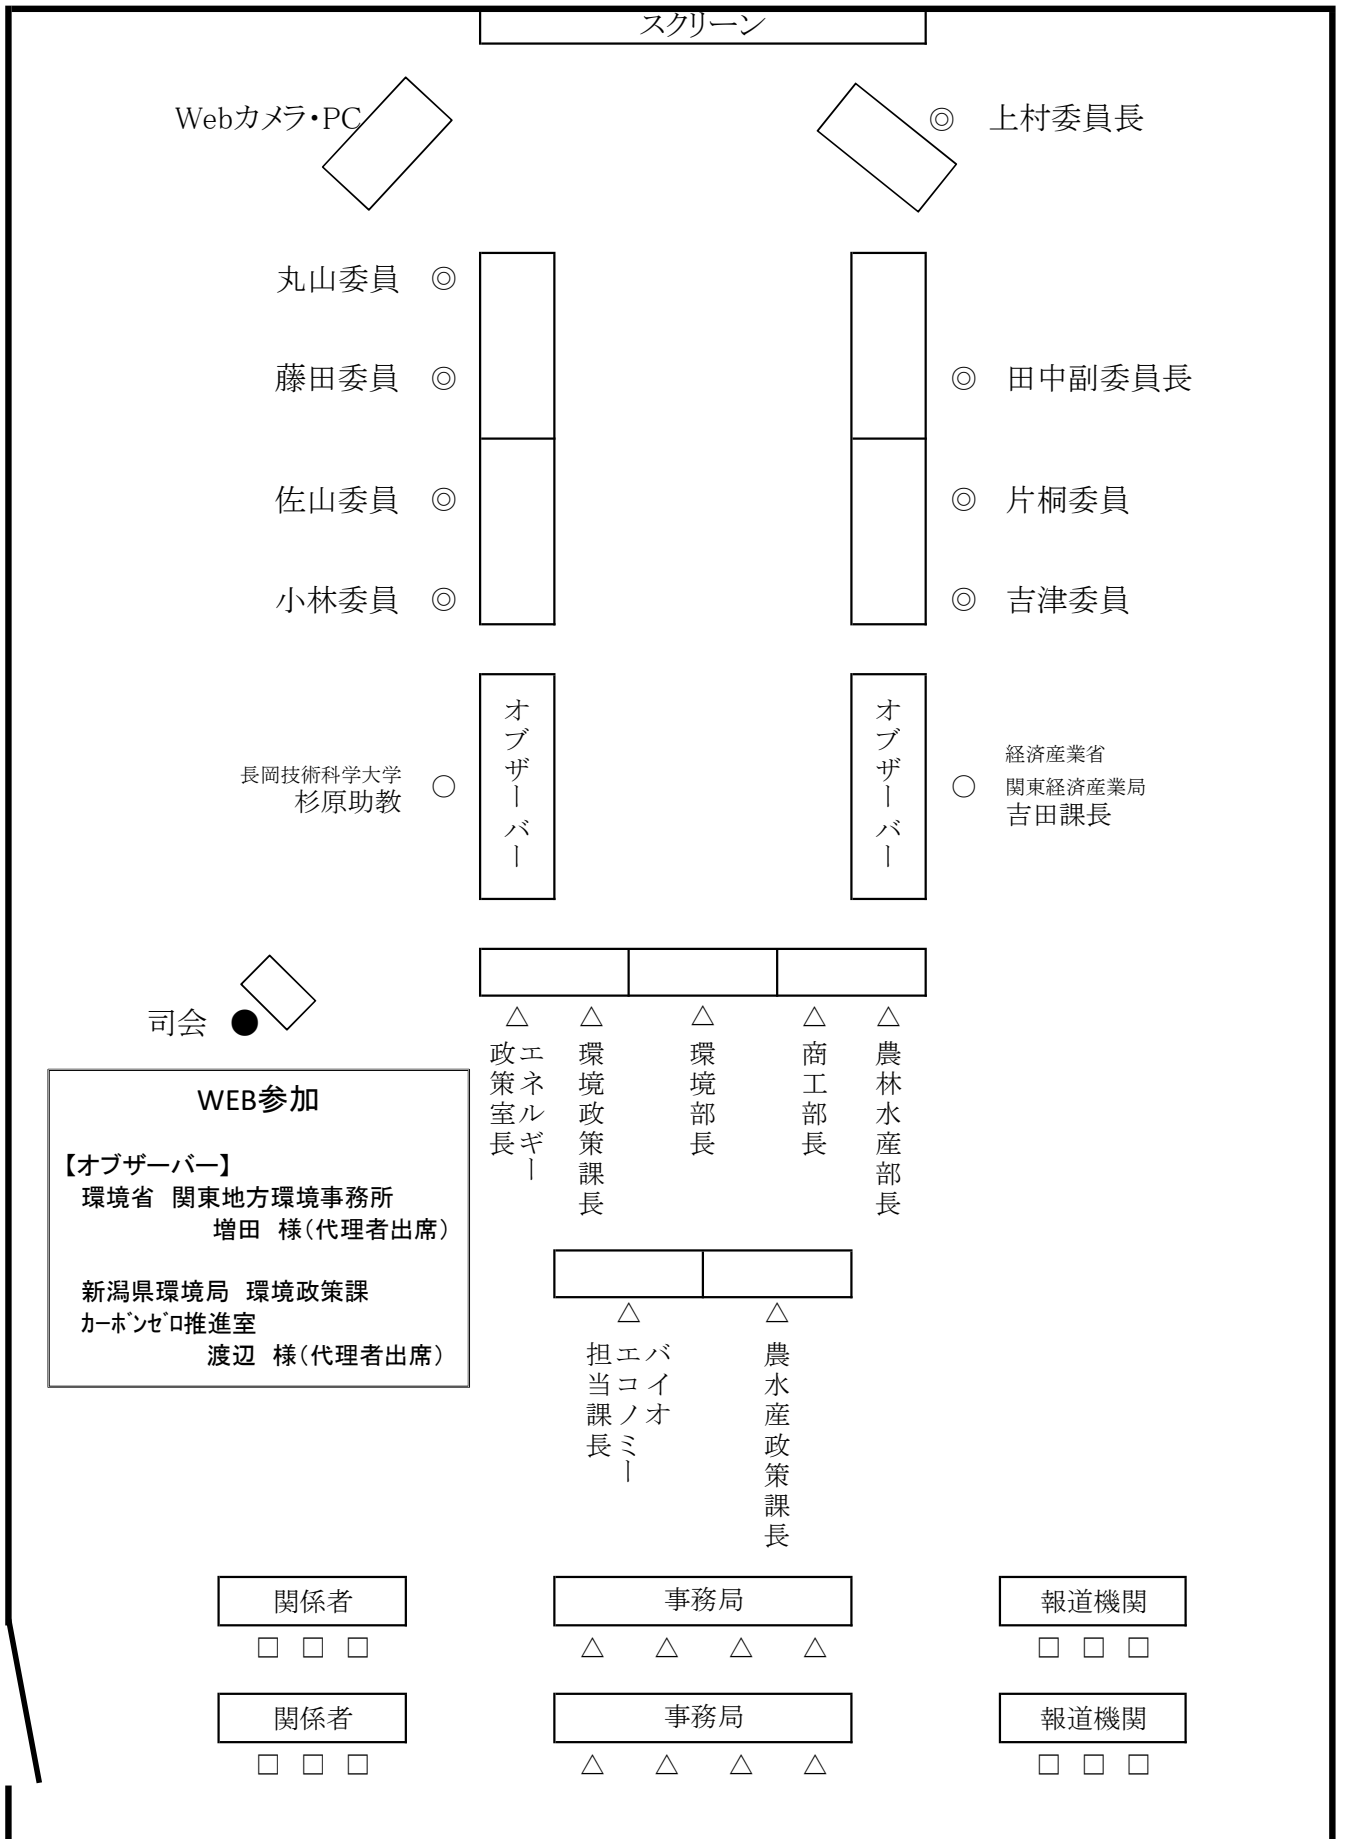 スクリーン
Webカメラ・PC
◎ 上村委員長
丸山委員 ◎
藤田委員 ◎
◎ 田中副委員長
佐山委員 ◎
◎ 片桐委員
小林委員 ◎
◎ 吉津委員
オブザーバー
オブザーバー
長岡技術科学大学
杉原助教 ○
経済産業省
○ 関東経済産業局
吉田課長
司会 ●
△ △ △ △ △
エネルギー
政策室長
環境政策課長
環境部長
商工部長
農林水産部長
WEB参加
【オブザーバー】
環境省 関東地方環境事務所
増田 様(代理者出席)
新潟県環境局 環境政策課
カーボンゼロ推進室
渡辺 様(代理者出席)
△ △
バイオ
エコノミー
担当課長
農水産政策課長
関係者
事務局
報道機関
□ □ □
△ △ △ △
□ □ □
関係者
事務局
報道機関
□ □ □
△ △ △ △
□ □ □